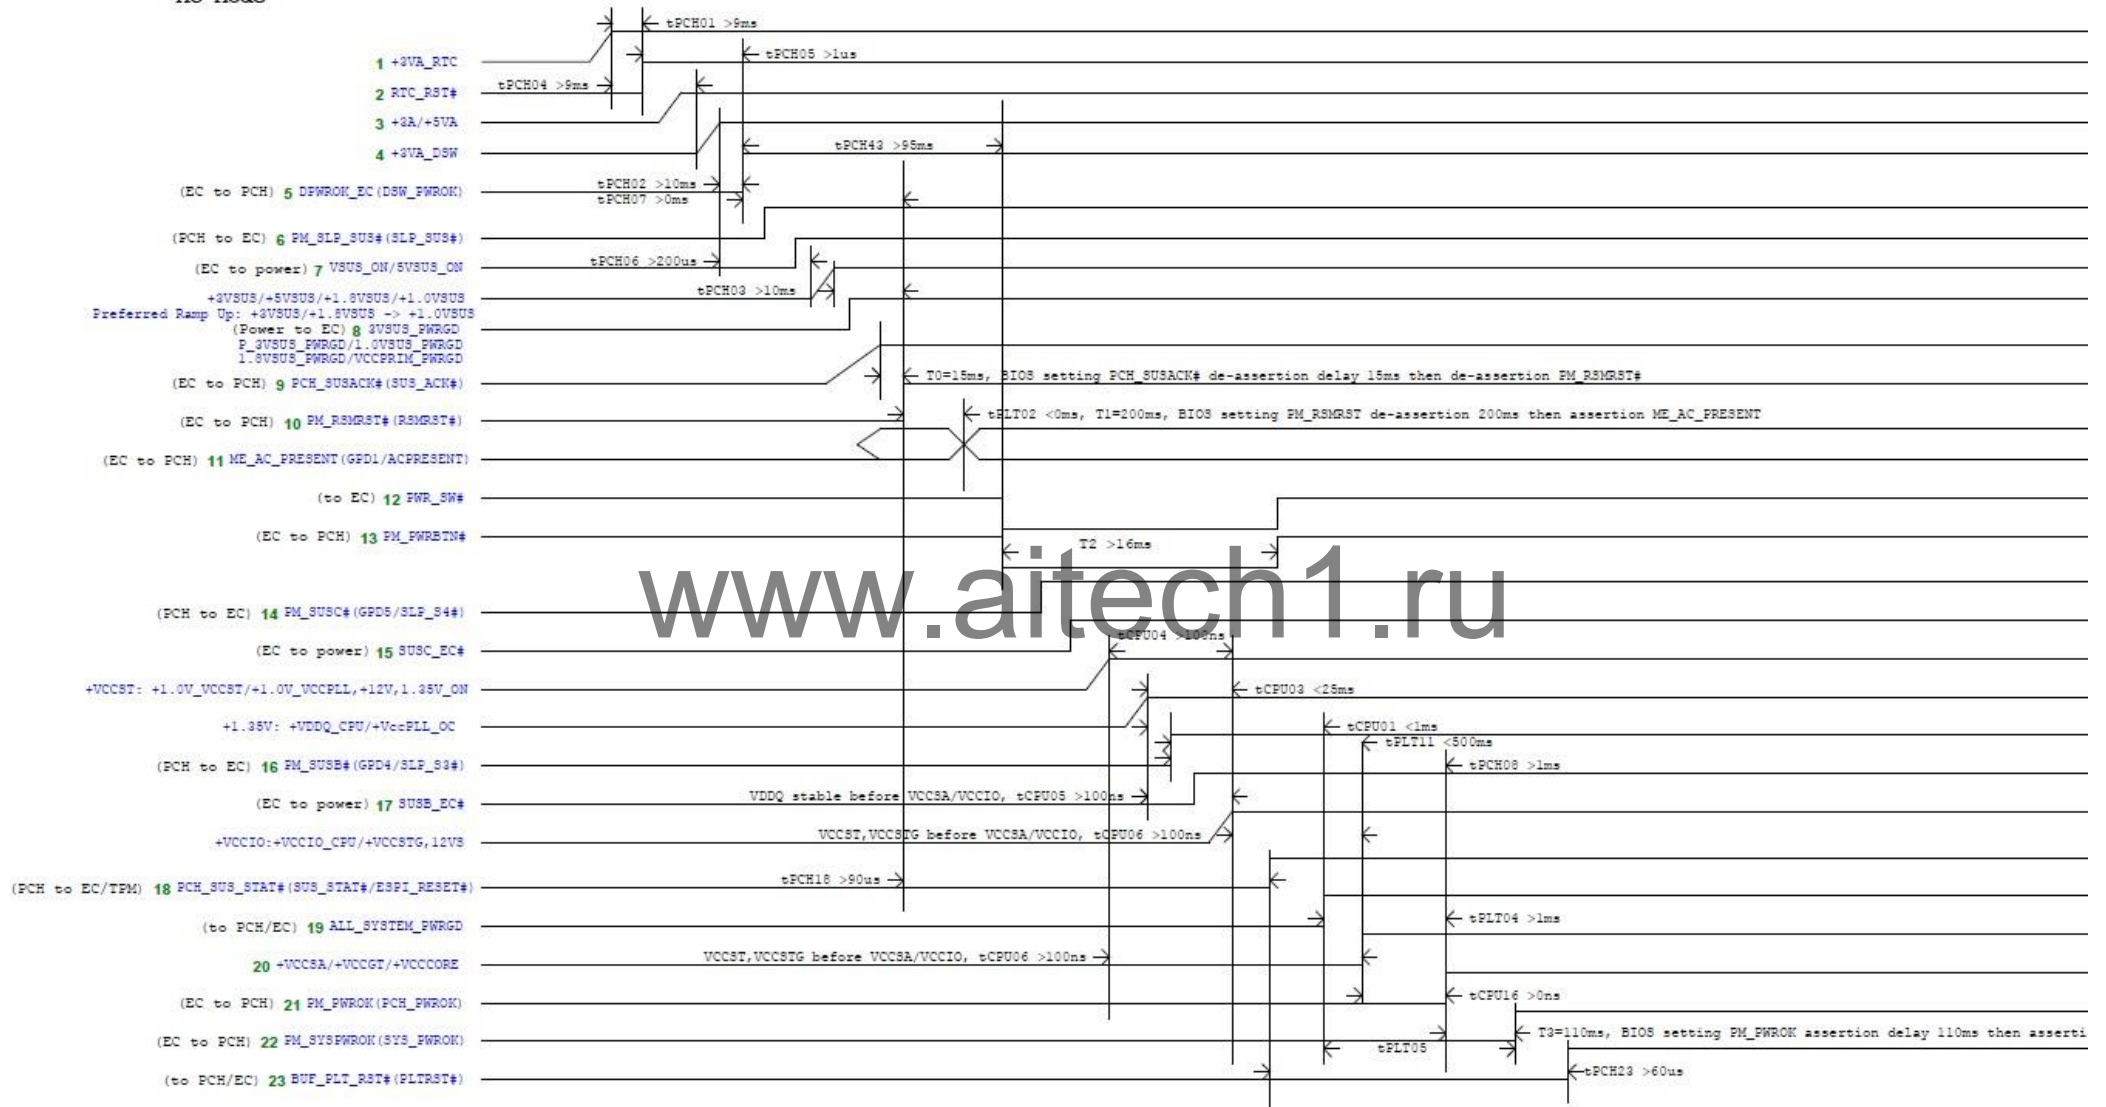 tPCH01 >9ms
tPCH05 >1us
1 +3VA_RTC
tPCH04 >9ms
2 RTC_RST#
3 +3A/+5VA
tPCH43 >95ms
4 +3VA_DSW
tPCH02 >10ms
(EC to PCH) 5 DPWROK_EC(DSW_PWROK)
tPCH07 >0ms
(PCH to EC) 6 PM_SLP_SUS#(SLP_SUS#)
tPCH06 >200us
(EC to power) 7 VSUS_ON/5VSUS_ON
tPCH03 >10ms
+3VSUS/+5VSUS/+1.8VSUS/+1.0VSUS
Preferred Ramp Up: +3VSUS/+1.8VSUS -> +1.0VSUS
(Power to EC) 8 3VSUS_PWRGD
P_3VSUS_PWRGD/1.0VSUS_PWRGD
1.8VSUS_PWRGD/VCCPRIM_PWRGD
T0=15ms, BIOS setting PCH_SUSACK# de-assertion delay 15ms then de-assertion PM_RSMRST#
(EC to PCH) 9 PCH_SUSACK#(SUS_ACK#)
tPLT02 <0ms, T1=200ms, BIOS setting PM_RSMRST de-assertion 200ms then assertion ME_AC_PRESENT
(EC to PCH) 10 PM_RSMRST#(RSMRST#)
(EC to PCH) 11 ME_AC_PRESENT(GPD1/ACPRESENT)
(to EC) 12 PWR_SW#
(EC to PCH) 13 PM_PWRBTN#
T2 >16ms
www.aitech1.ru
(PCH to EC) 14 PM_SUSC#(GPD5/SLP_S4#)
tCPU04 >100ns
(EC to power) 15 SUSC_EC#
+VCCST: +1.0V_VCCST/+1.0V_VCCPLL,+12V,1.35V_ON
tCPU03 <25ms
+1.35V: +VDDQ_CPU/+VccPLL_OC
tCPU01 <1ms
tPLT11 <500ms
(PCH to EC) 16 PM_SUSB#(GPD4/SLP_S3#)
tPCH08 >1ms
VDDQ stable before VCCSA/VCCIO, tCPU05 >100ns
(EC to power) 17 SUSB_EC#
VCCST,VCCSTG before VCCSA/VCCIO, tCPU06 >100ns
+VCCIO:+VCCIO_CPU/+VCCSTG,12VS
tPCH18 >90us
(PCH to EC/TPM) 18 PCH_SUS_STAT#(SUS_STAT#/ESPI_RESET#)
tPLT04 >1ms
(to PCH/EC) 19 ALL_SYSTEM_PWRGD
VCCST,VCCSTG before VCCSA/VCCIO, tCPU06 >100ns
20 +VCCSA/+VCCGT/+VCCCORE
(EC to PCH) 21 PM_PWROK(PCH_PWROK)
tCPU16 >0ns
T3=110ms, BIOS setting PM_PWROK assertion delay 110ms then asserti
(EC to PCH) 22 PM_SYSPWROK(SYS_PWROK)
tPLT05
tPCH23 >60us
(to PCH/EC) 23 BUF_PLT_RST#(PLTRST#)